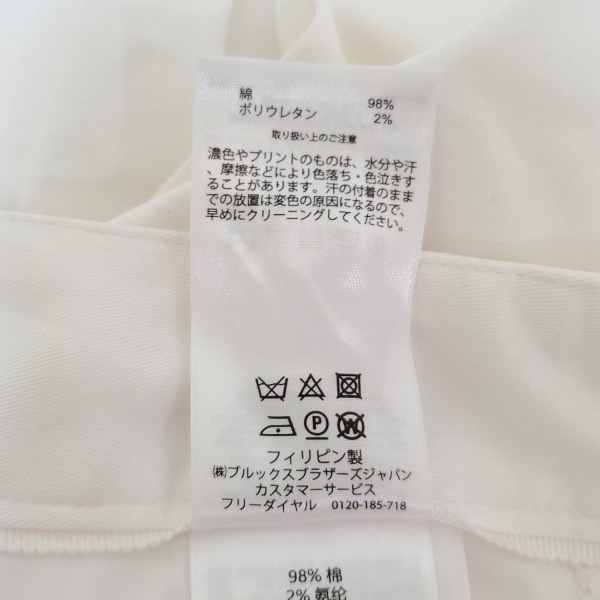 綿 98%
ポリウレタン 2%
取り扱い上のご注意
濃色やプリントのものは、水分や汗
、摩擦などにより色落ち・色泣きす
ることがあります。汗の付着のまま
での放置は変色の原因になるので、
早めにクリーニングしてください。
P W
フィリピン製
㈱ブルックスブラザーズジャパン
カスタマーサービス
フリーダイヤル 0120-185-718
98% 棉
2% 氨纶